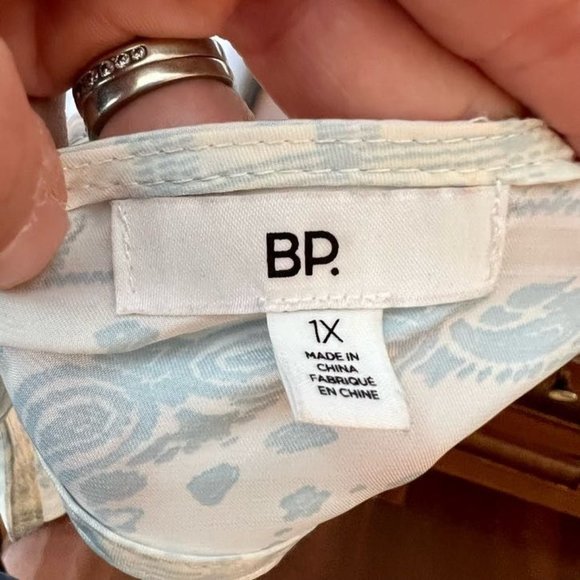 BP.
1X
MADE IN
CHINA
FABRIQUÉ
EN CHINE